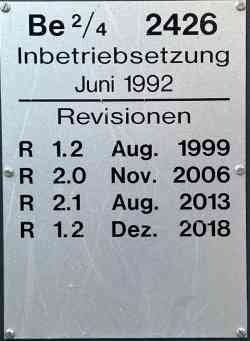 Be 2/4 2426
Inbetriebsetzung
Juni 1992
Revisionen
R 1.2 Aug. 1999
R 2.0 Nov. 2006
R 2.1 Aug. 2013
R 1.2 Dez. 2018